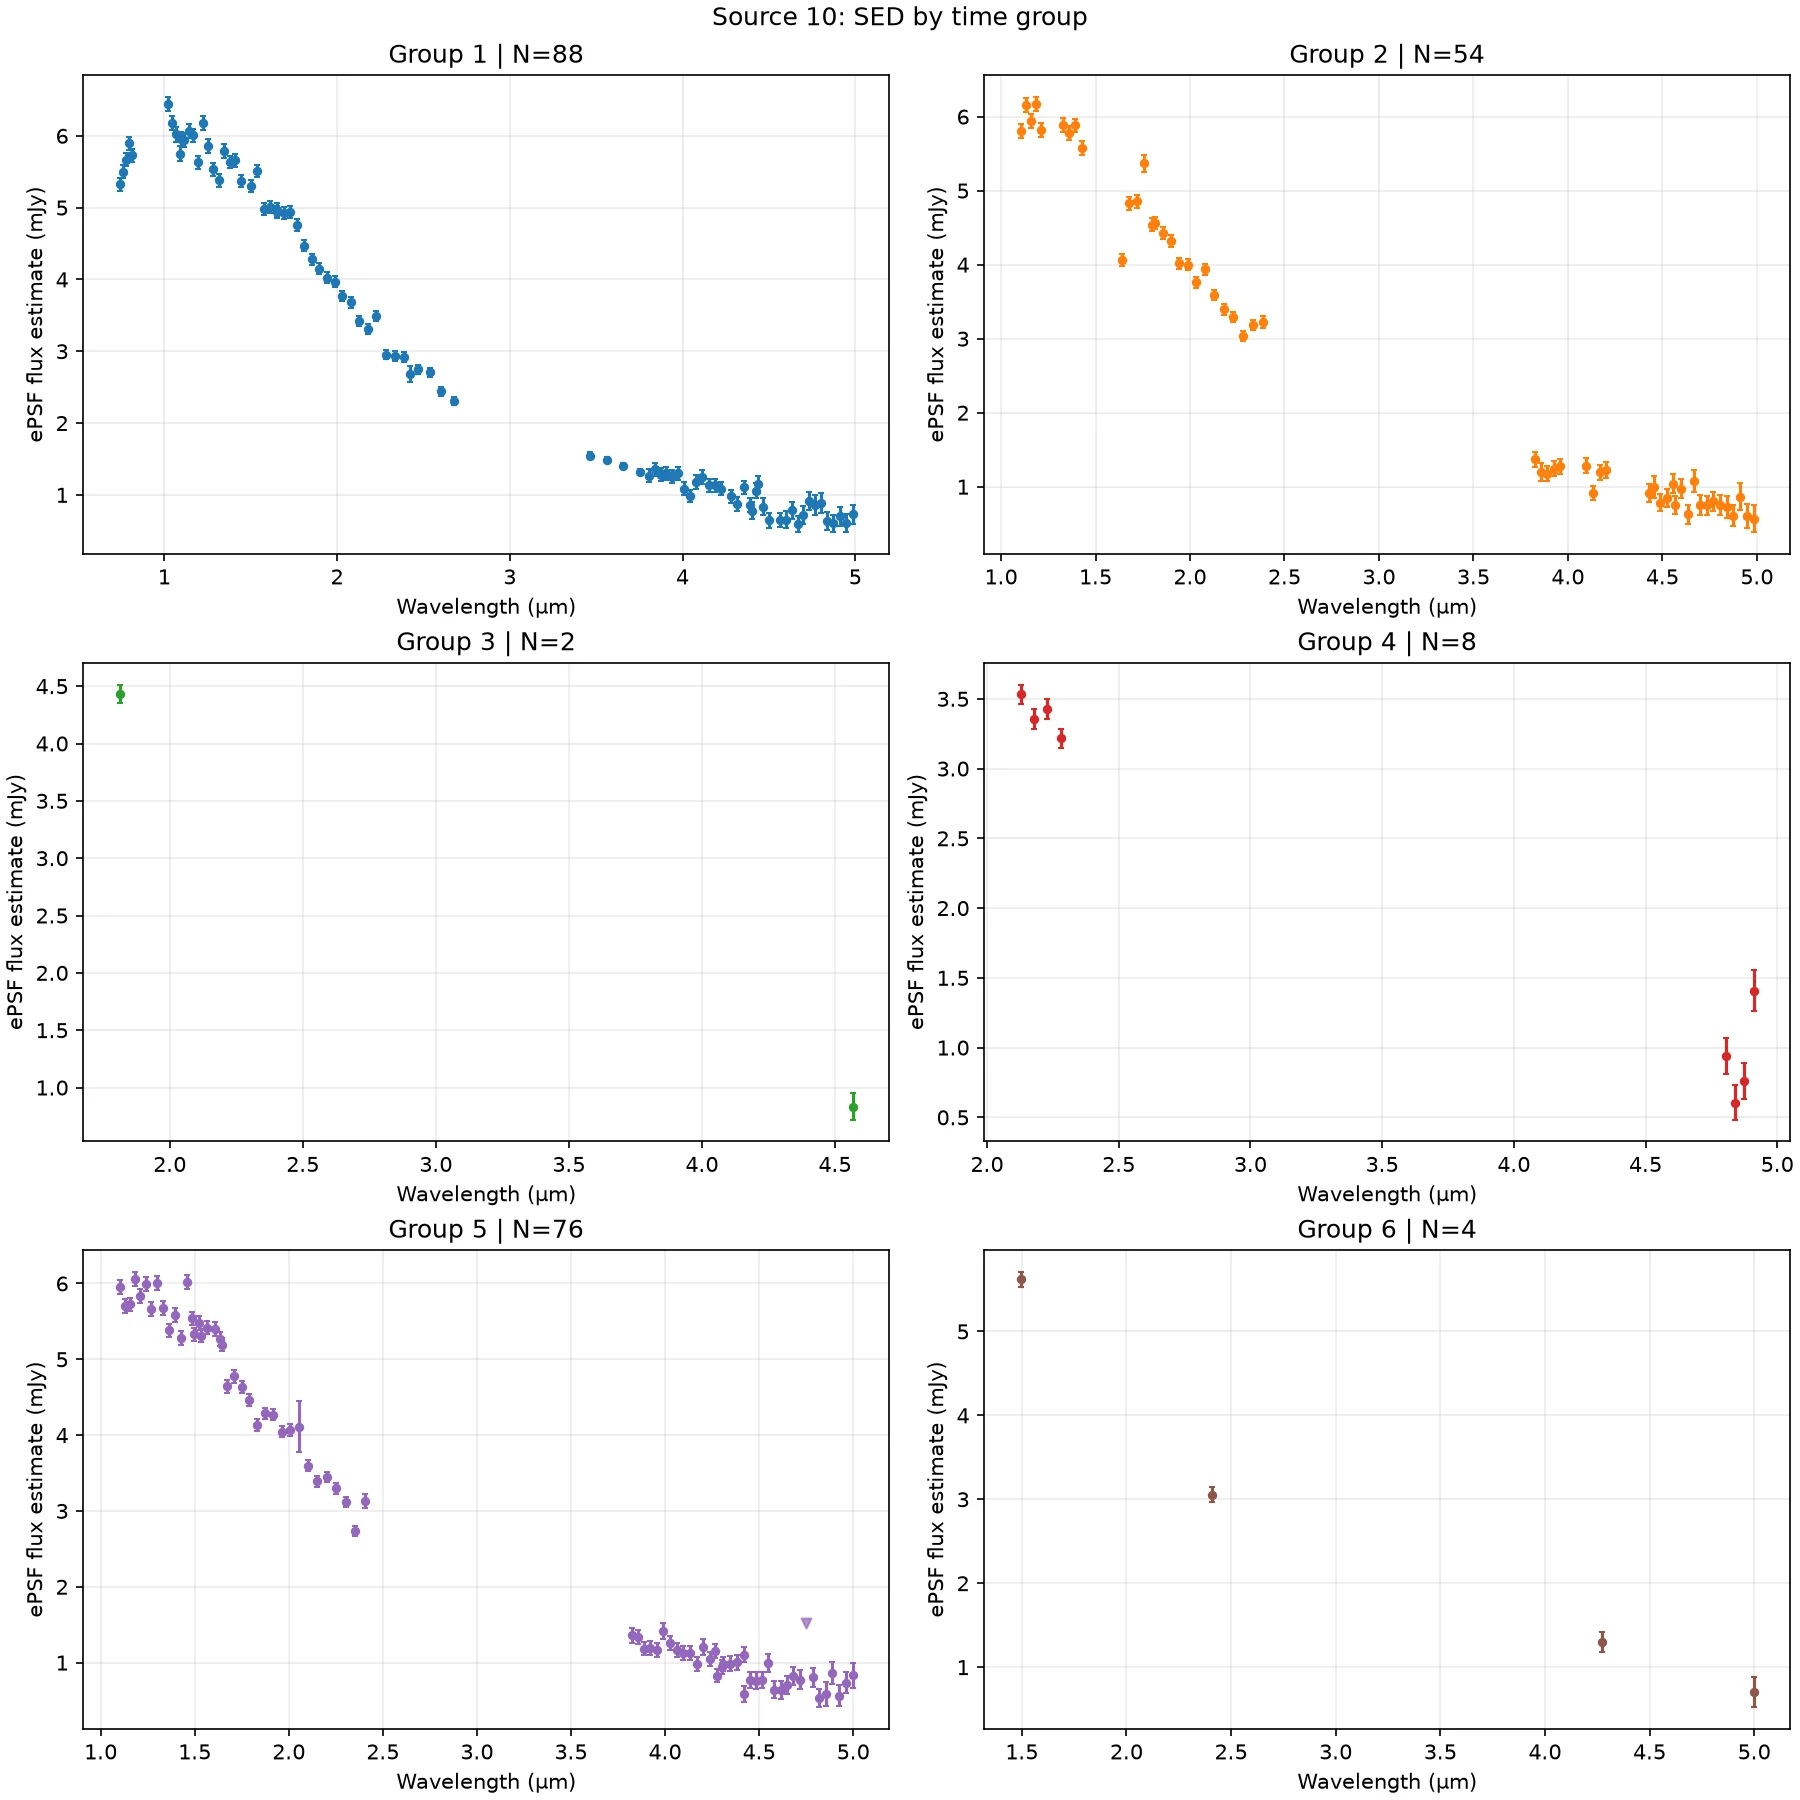 Source 10: SED by time group
Group 1 | N=88
ePSF flux estimate (mJy)
6
5
4
3
2
1
1 2 3 4 5
Wavelength (µm)
Group 2 | N=54
ePSF flux estimate (mJy)
6
5
4
3
2
1
1.0 1.5 2.0 2.5 3.0 3.5 4.0 4.5 5.0
Wavelength (µm)
Group 3 | N=2
ePSF flux estimate (mJy)
4.5
4.0
3.5
3.0
2.5
2.0
1.5
1.0
2.0 2.5 3.0 3.5 4.0 4.5
Wavelength (µm)
Group 4 | N=8
ePSF flux estimate (mJy)
3.5
3.0
2.5
2.0
1.5
1.0
0.5
2.0 2.5 3.0 3.5 4.0 4.5 5.0
Wavelength (µm)
Group 5 | N=76
ePSF flux estimate (mJy)
6
5
4
3
2
1
1.0 1.5 2.0 2.5 3.0 3.5 4.0 4.5 5.0
Wavelength (µm)
Group 6 | N=4
ePSF flux estimate (mJy)
5
4
3
2
1
1.5 2.0 2.5 3.0 3.5 4.0 4.5 5.0
Wavelength (µm)